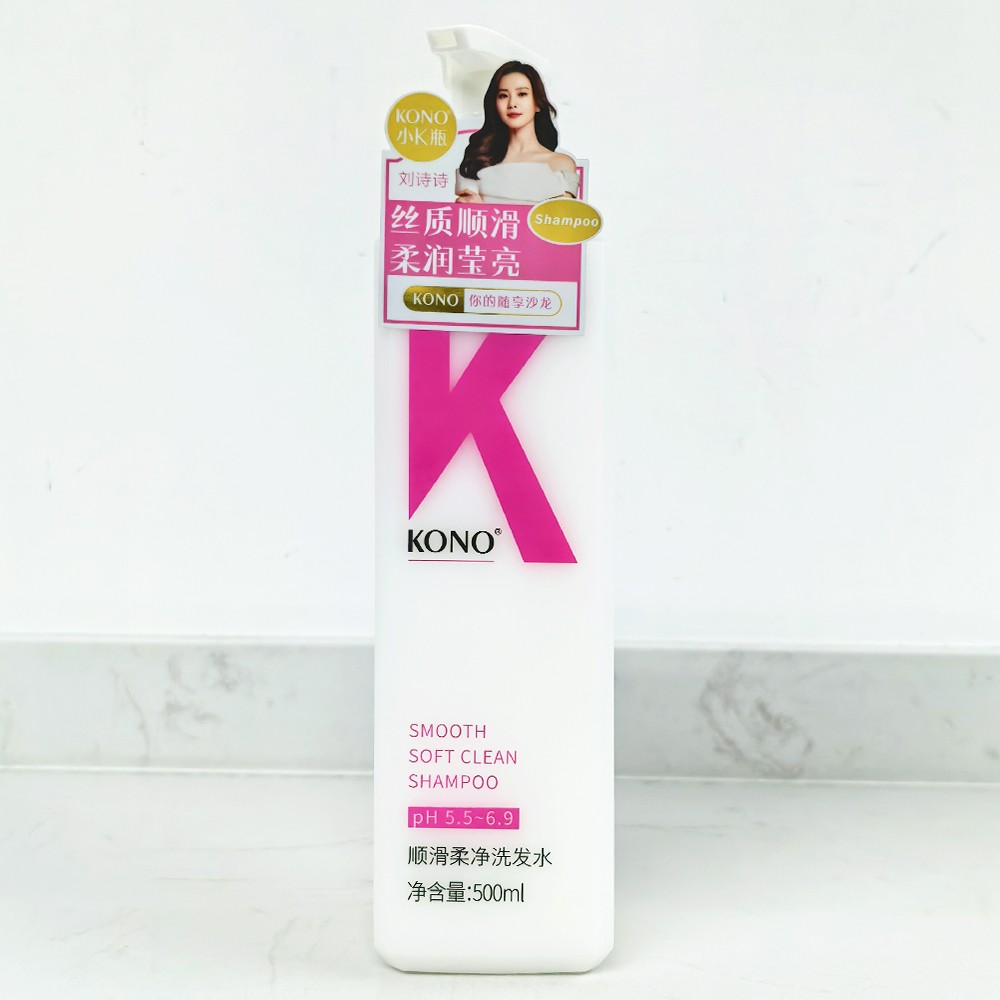 KONO
小K瓶
刘诗诗
丝质顺滑
Shampoo
柔润莹亮
KONO 你的随享沙龙
K
KONO®
SMOOTH
SOFT CLEAN
SHAMPOO
pH 5.5~6.9
顺滑柔净洗发水
净含量:500ml